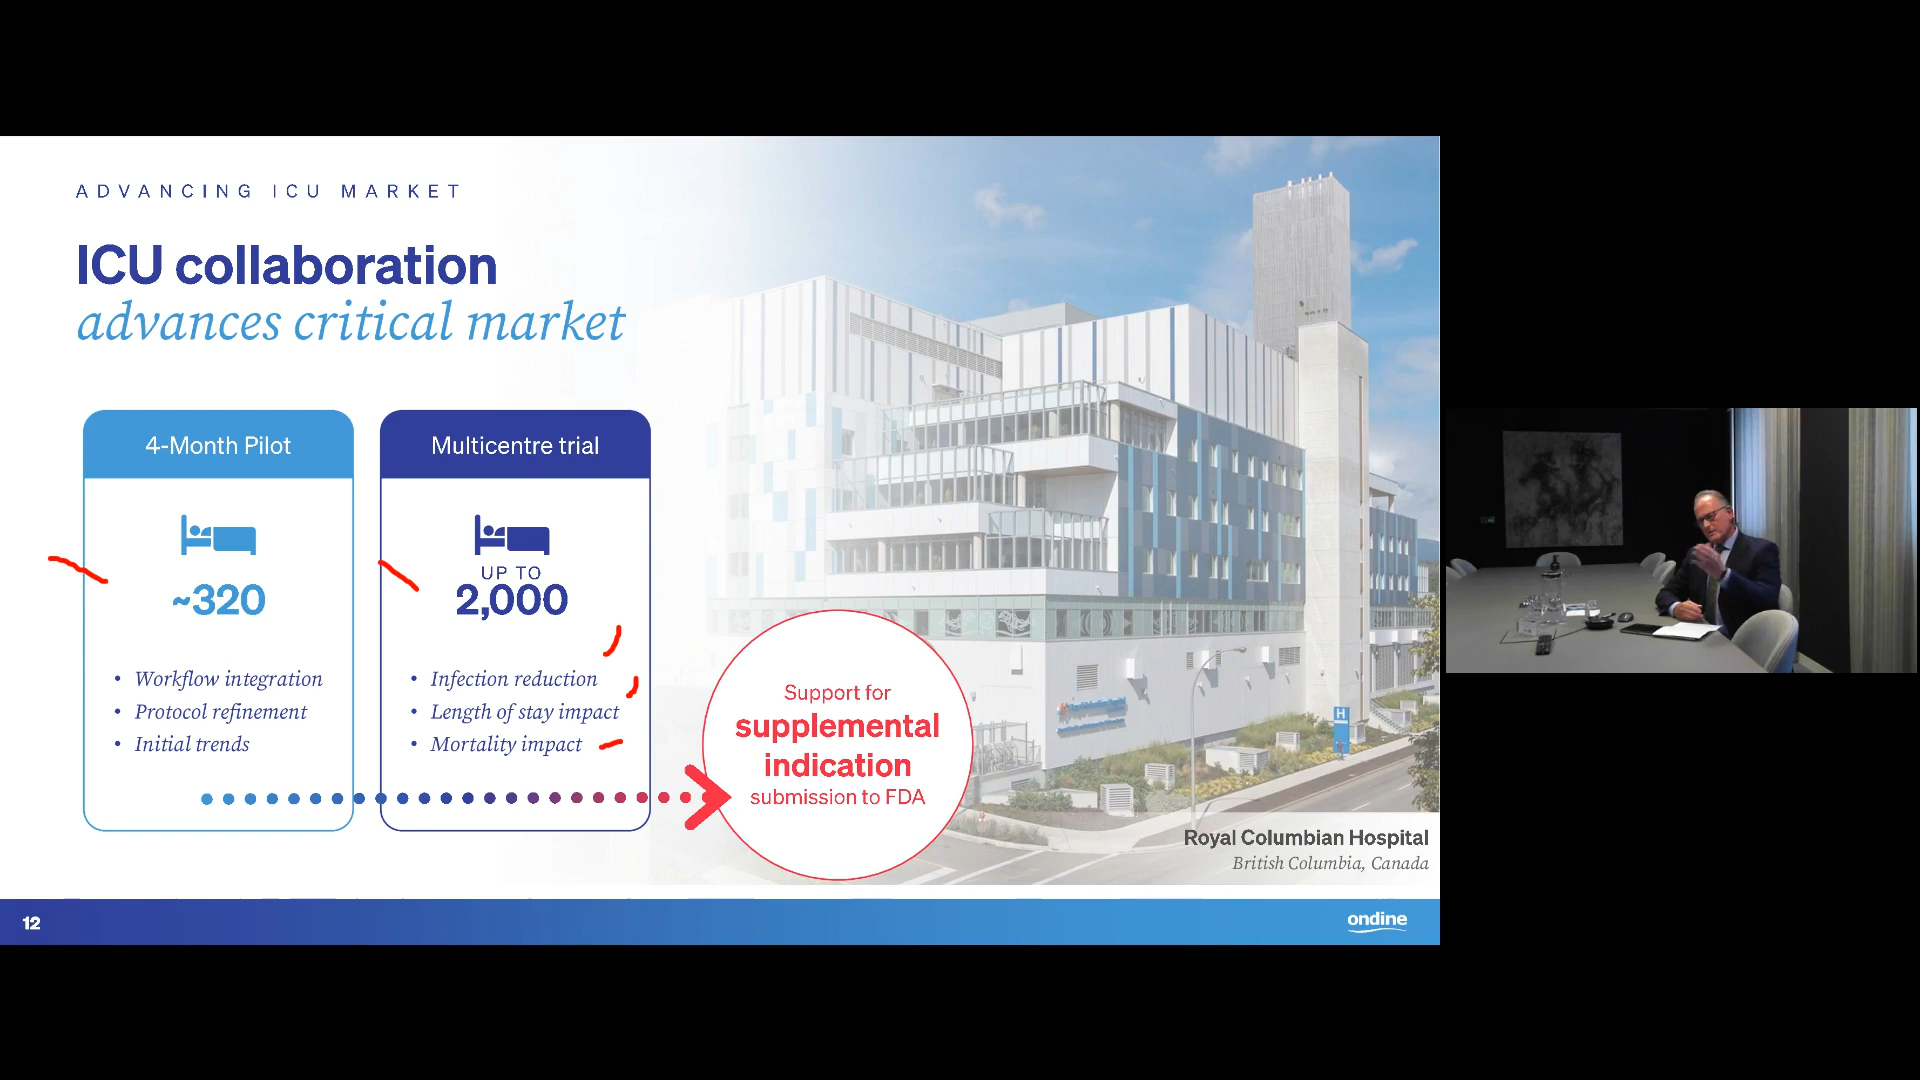 ADVANCING ICU MARKET
ICU collaboration
advances critical market
4-Month Pilot
~320
• Workflow integration
• Protocol refinement
• Initial trends
Multicentre trial
UP TO
2,000
• Infection reduction
• Length of stay impact
• Mortality impact
Support for
supplemental
indication
submission to FDA
H
Royal Columbian Hospital
British Columbia, Canada
12
ondine